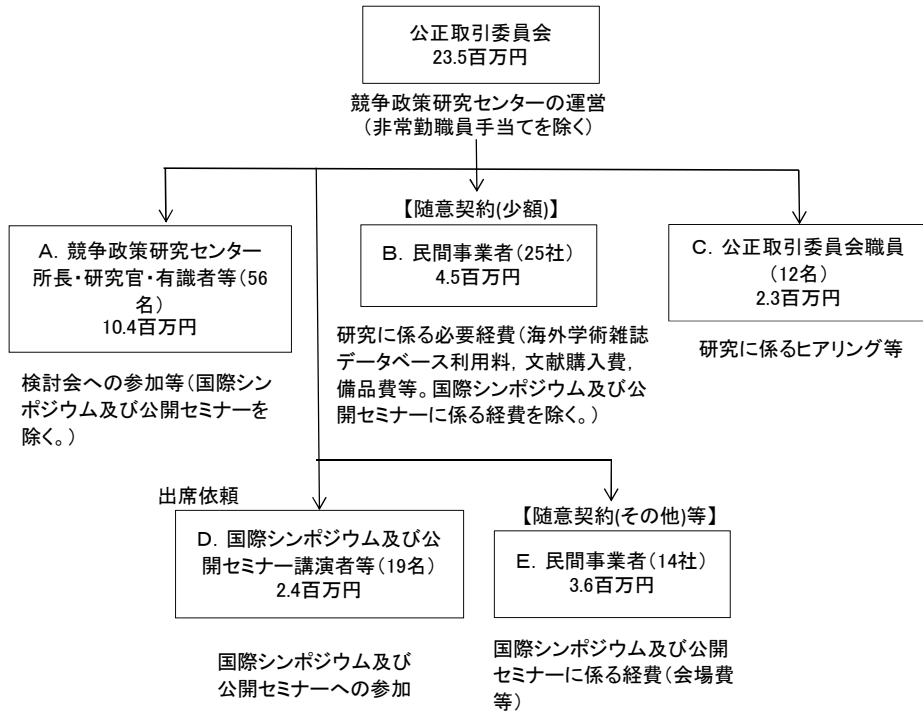 公正取引委員会
23.5百万円
競争政策研究センターの運営
（非常勤職員手当てを除く）
【随意契約(少額)】
A．競争政策研究センター
所長・研究官・有識者等（56
名）
10.4百万円
B．民間事業者（25社）
4.5百万円
C．公正取引委員会職員
（12名）
2.3百万円
検討会への参加等（国際シン
ポジウム及び公開セミナーを
除く。）
研究に係る必要経費（海外学術雑誌
データベース利用料，文献購入費，
備品費等。国際シンポジウム及び公
開セミナーに係る経費を除く。）
研究に係るヒアリング等
出席依頼
【随意契約(その他)等】
D．国際シンポジウム及び公
開セミナー講演者等（19名）
2.4百万円
E．民間事業者（14社）
3.6百万円
国際シンポジウム及び
公開セミナーへの参加
国際シンポジウム及び公開
セミナーに係る経費（会場費
等）